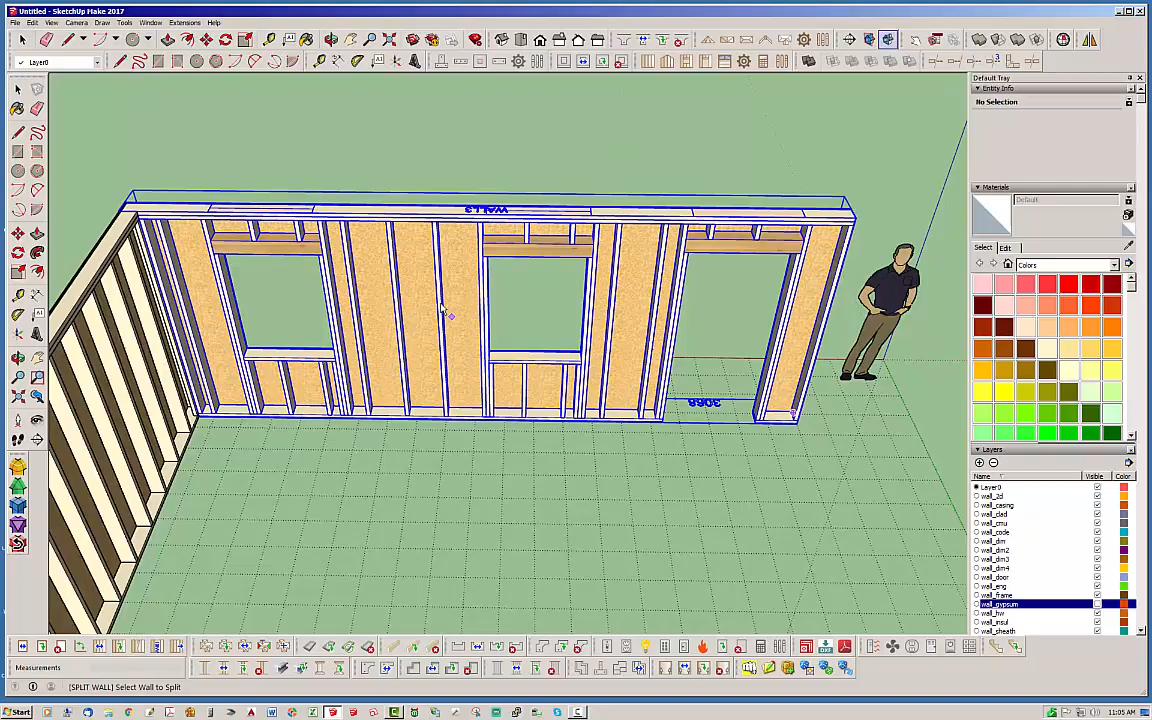 Untitled - SketchUp Make 2017
File Edit View Camera Draw Tools Window Extensions Help
Layer0
Default Tray
Entity Info
No Selection
Materials
Default
Select Edit
Colors
Layers
Name Visible Color
Layer0
wall_2d
wall_casing
wall_clad
wall_cmu
wall_code
wall_dim
wall_dim2
wall_dim3
wall_dim4
wall_door
wall_eng
wall_frame
wall_gypsum
wall_hw
wall_insul
wall_sheath
WALL3
3068
Measurements
[SPLIT WALL] Select Wall to Split
Start
11:05 AM